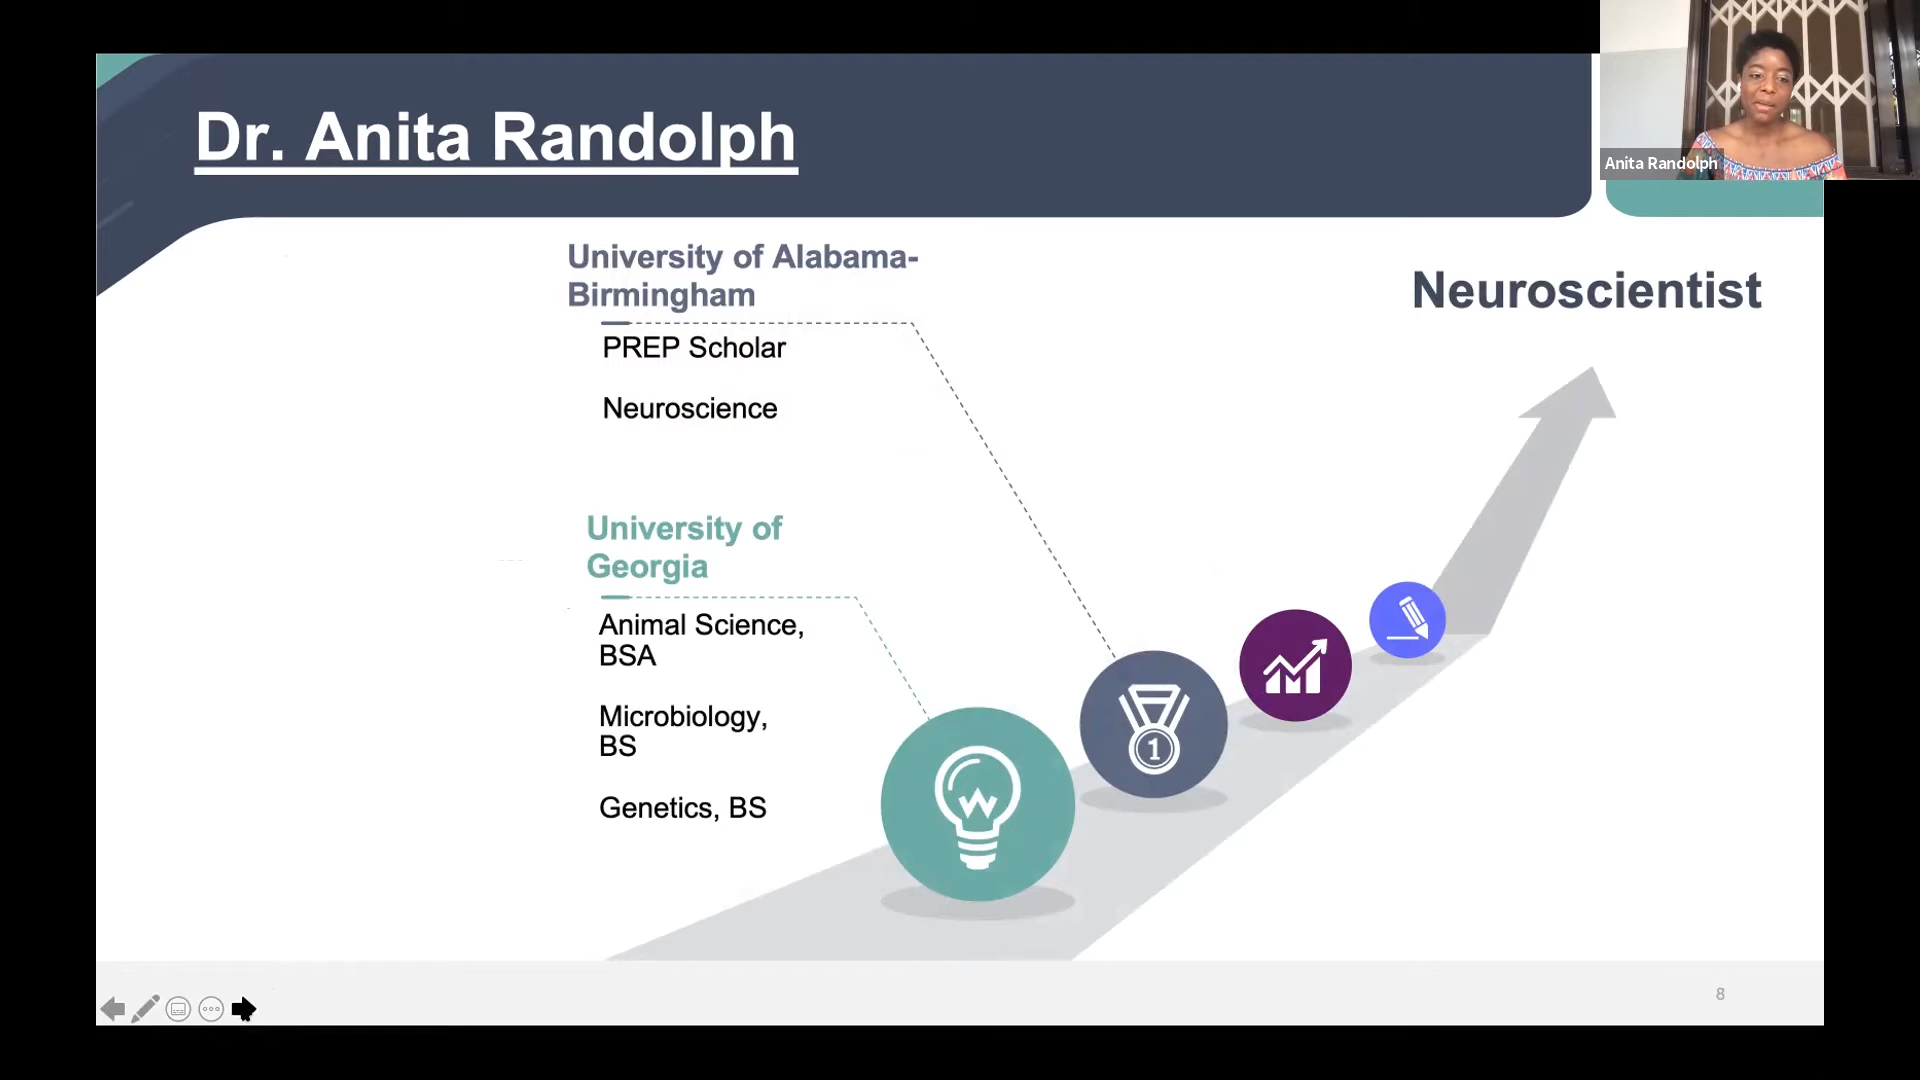 Dr. Anita Randolph
Anita Randolph
University of Alabama-
Birmingham
PREP Scholar
Neuroscience
Neuroscientist
University of
Georgia
Animal Science,
BSA
Microbiology,
BS
Genetics, BS
1
8